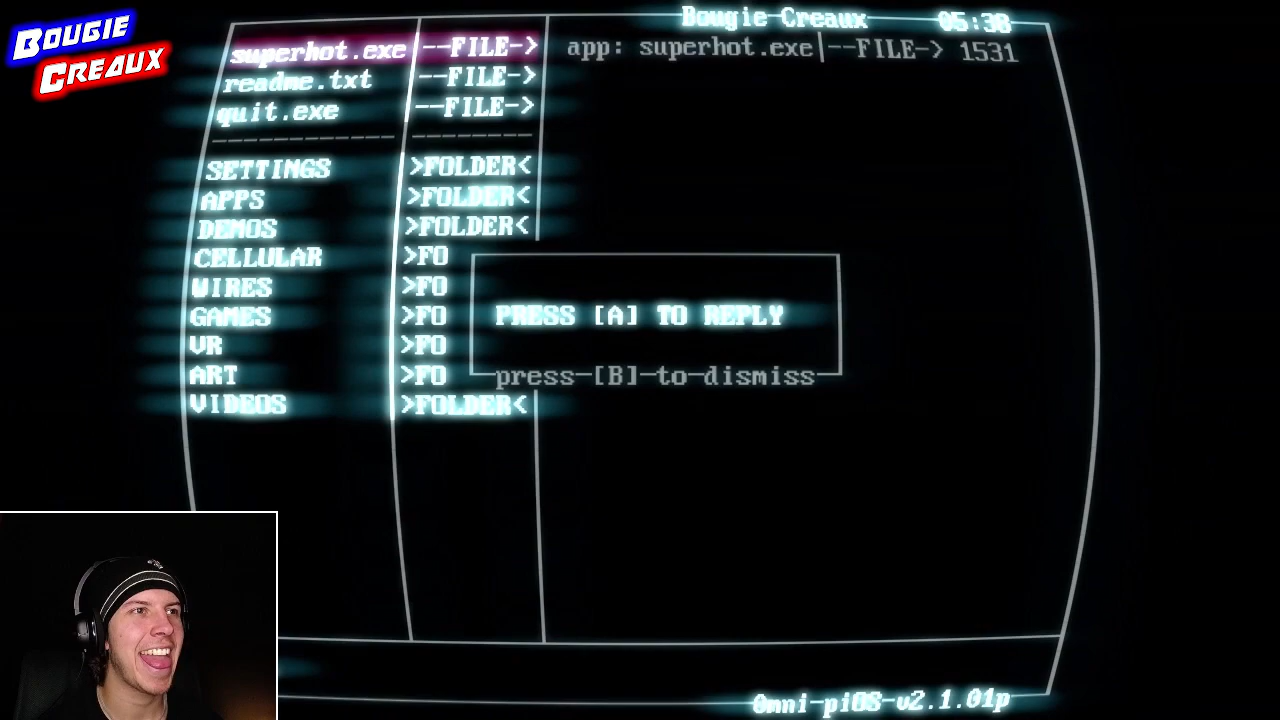 BOUGIE
CREAUX
Bougie Creaux 05:38
superhot.exe --FILE-> app: superhot.exe|--FILE-> 1531
readme.txt --FILE->
quit.exe --FILE->
SETTINGS >FOLDER<
APPS >FOLDER<
DEMOS >FOLDER<
CELLULAR >FO
WIRES >FO
GAMES >FO
VR >FO
ART >FO
VIDEOS >FOLDER<
PRESS [A] TO REPLY
press-[B]-to-dismiss
Omni-piOS-v2.1.01p